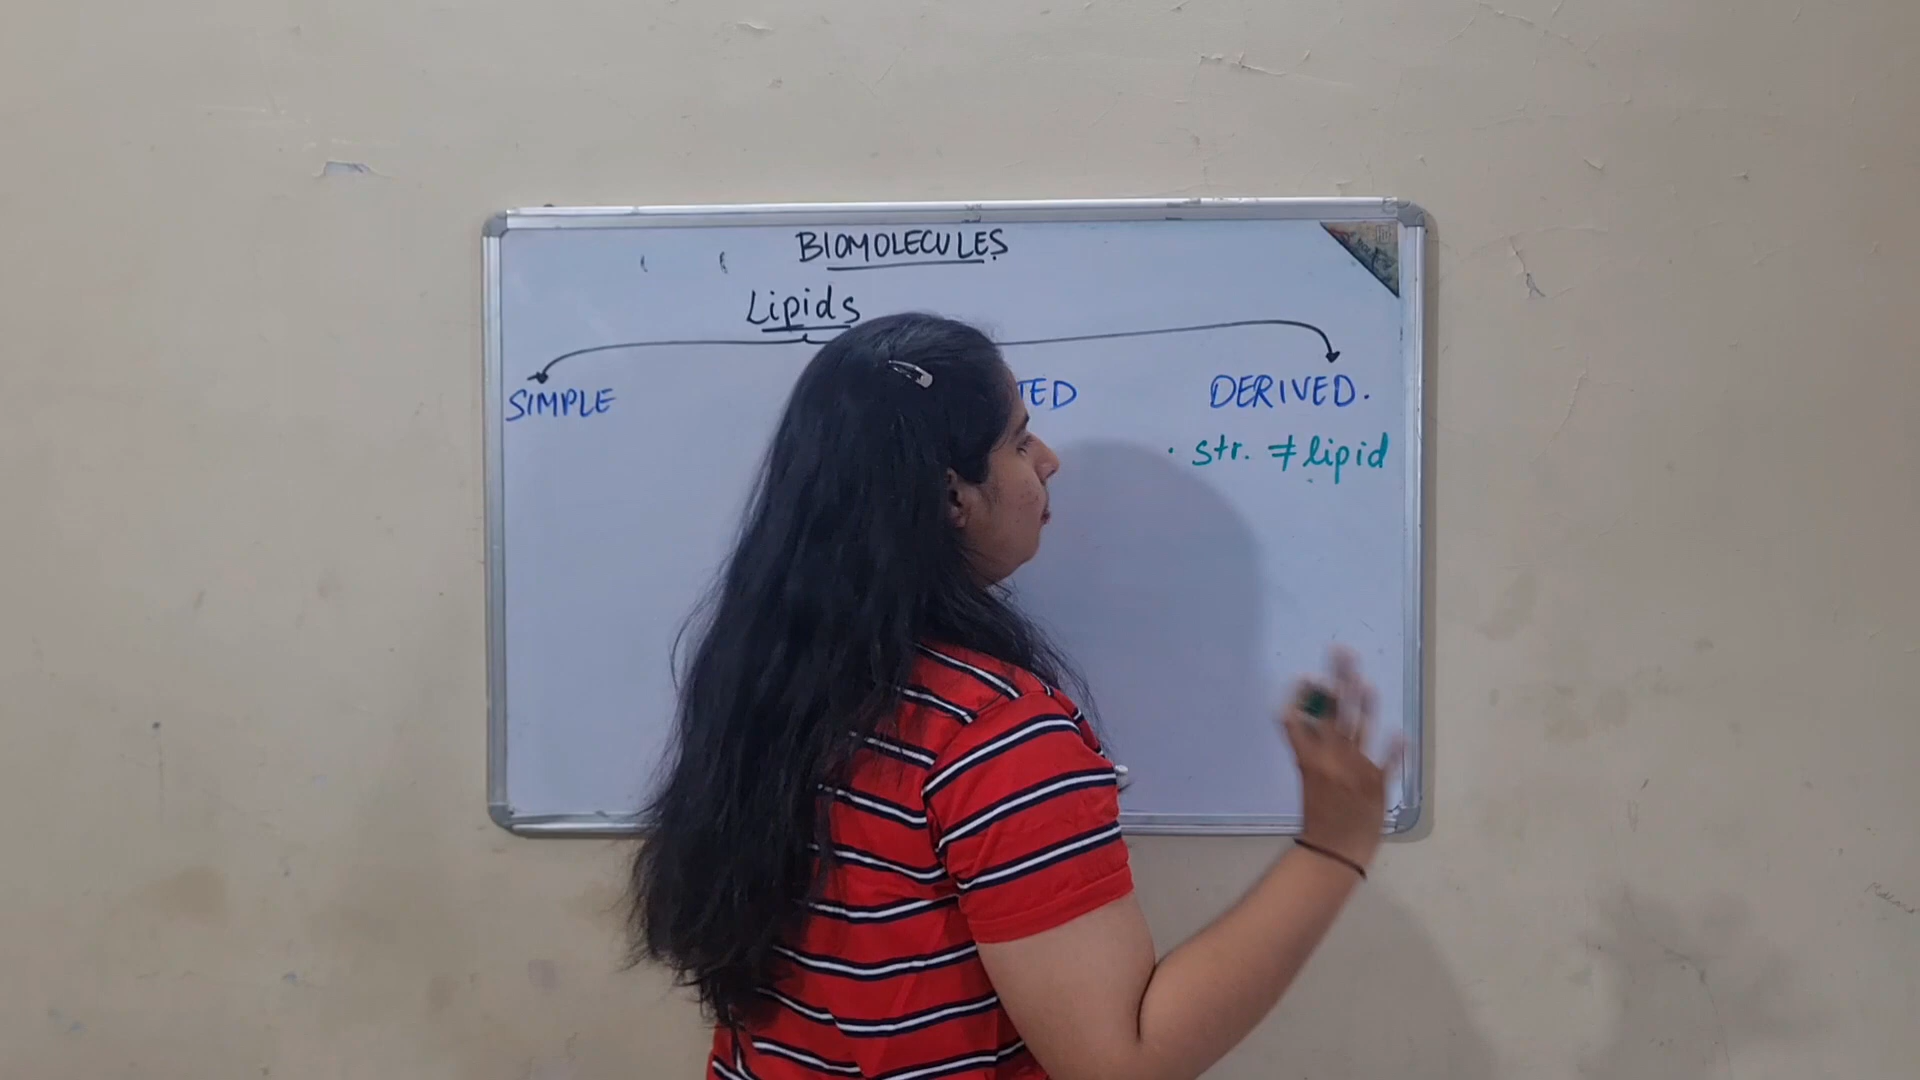 BIOMOLECULES
Lipids
SIMPLE
TED
DERIVED.
· str. ≠ lipid